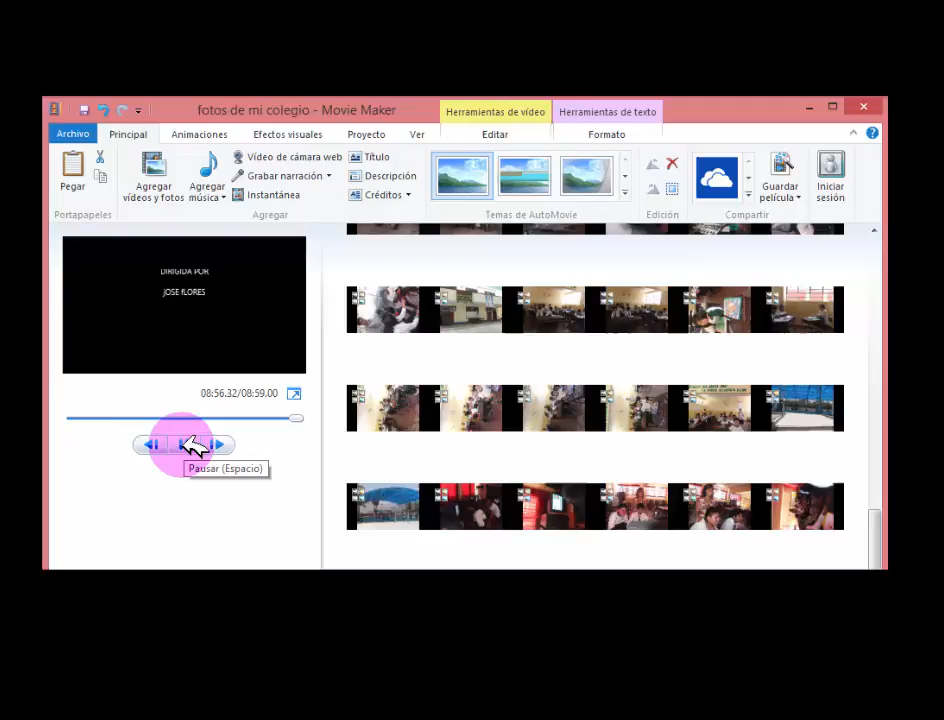 fotos de mi colegio - Movie Maker
Herramientas de vídeo
Herramientas de texto
Archivo
Principal
Animaciones
Efectos visuales
Proyecto
Ver
Editar
Formato
Pegar
Agregar vídeos y fotos
Agregar música
Vídeo de cámara web
Grabar narración
Instantánea
Título
Descripción
Créditos
Guardar película
Iniciar sesión
Portapapeles
Agregar
Temas de AutoMovie
Edición
Compartir
DIRIGIDA POR
jOSE fLORES
08:56.32/08:59.00
Pausar (Espacio)